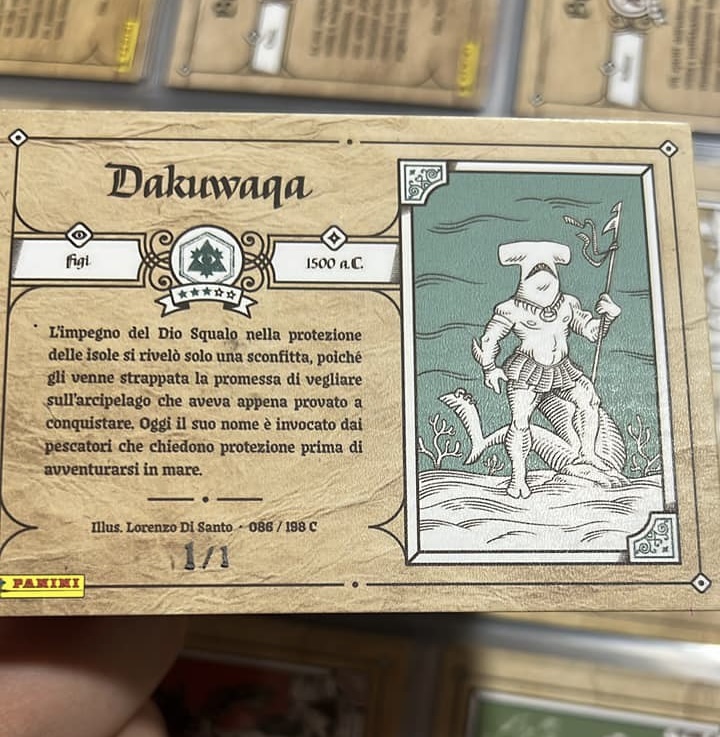 Dakuwaqa
Figi
1500 a.C.
L'impegno del Dio Squalo nella protezione
delle isole si rivelò solo una sconfitta, poiché
gli venne strappata la promessa di vegliare
sull'arcipelago che aveva appena provato a
conquistare. Oggi il suo nome è invocato dai
pescatori che chiedono protezione prima di
avventurarsi in mare.
Illus. Lorenzo Di Santo · 086 / 198 C
1/1
PANINI